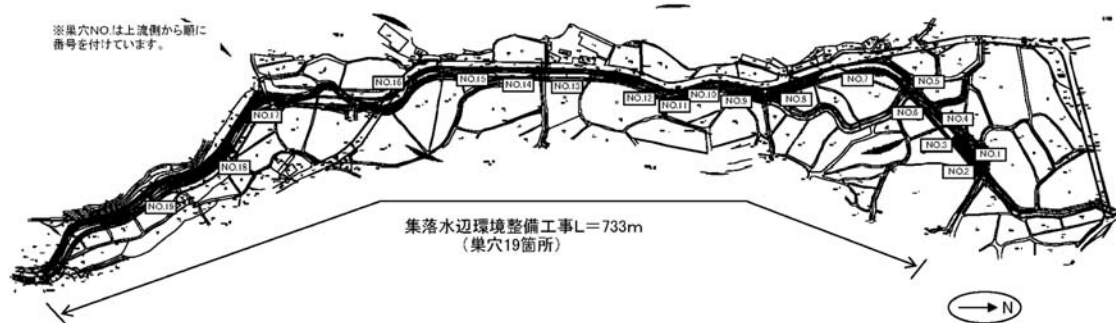 ※巣穴NO.は上流側から順に
番号を付けています。
NO.16
NO.15
NO.14
NO.13
NO.12
NO.11
NO.10
NO.9
NO.8
NO.7
NO.5
NO.6
NO.4
NO.3
NO.1
NO.2
NO.17
NO.18
NO.19
集落水辺環境整備工事L=733m
(巣穴19箇所)
N